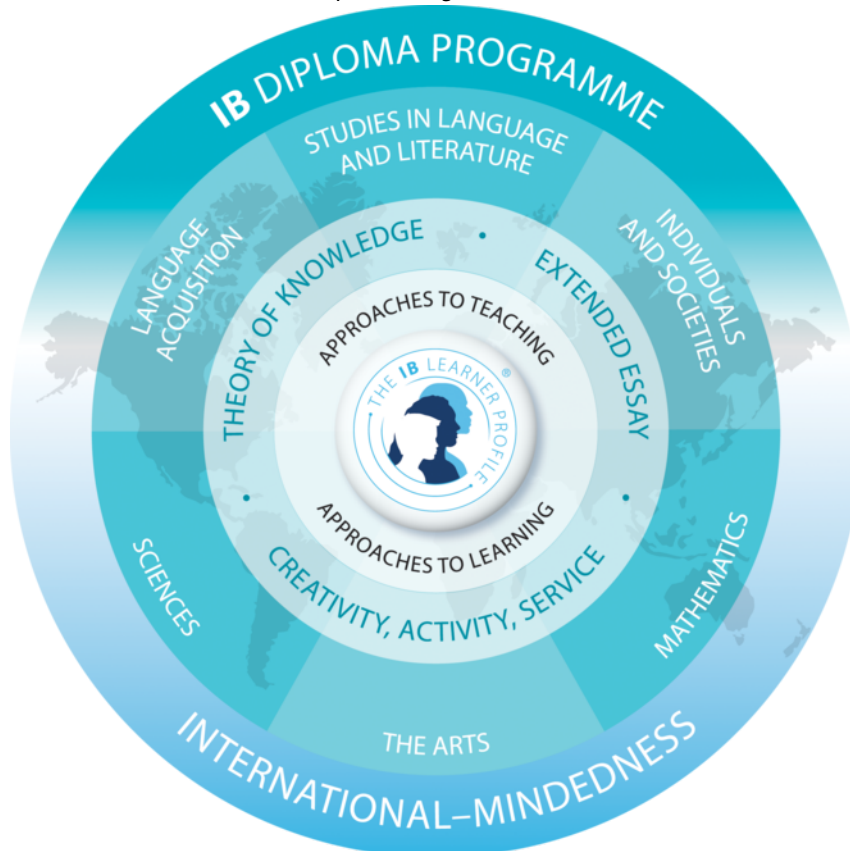 IB DIPLOMA PROGRAMME
STUDIES IN LANGUAGE
AND LITERATURE
LANGUAGE
ACQUISITION
INDIVIDUALS
AND SOCIETIES
THEORY OF KNOWLEDGE
EXTENDED ESSAY
APPROACHES TO TEACHING
THE IB LEARNER PROFILE
®
APPROACHES TO LEARNING
CREATIVITY, ACTIVITY, SERVICE
SCIENCES
MATHEMATICS
THE ARTS
INTERNATIONAL–MINDEDNESS